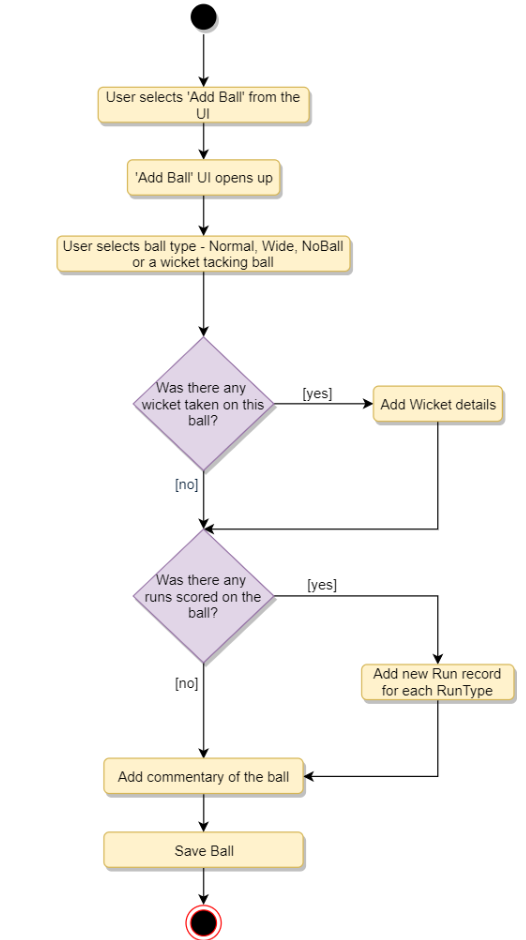 User selects 'Add Ball' from the
UI
'Add Ball' UI opens up
User selects ball type - Normal, Wide, NoBall
or a wicket tacking ball
Was there any
wicket taken on this
ball?
[yes]
Add Wicket details
[no]
Was there any
runs scored on the
ball?
[yes]
Add new Run record
for each RunType
[no]
Add commentary of the ball
Save Ball